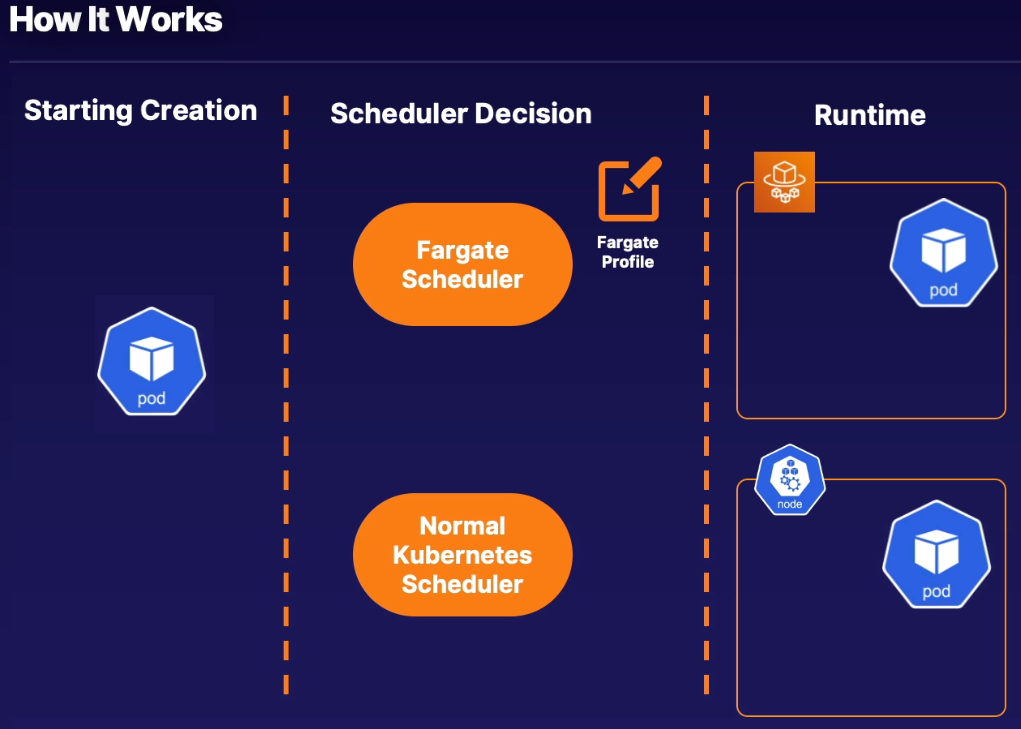 How It Works
Starting Creation
Scheduler Decision
Runtime
Fargate
Scheduler
Fargate
Profile
pod
pod
Normal
Kubernetes
Scheduler
node
pod